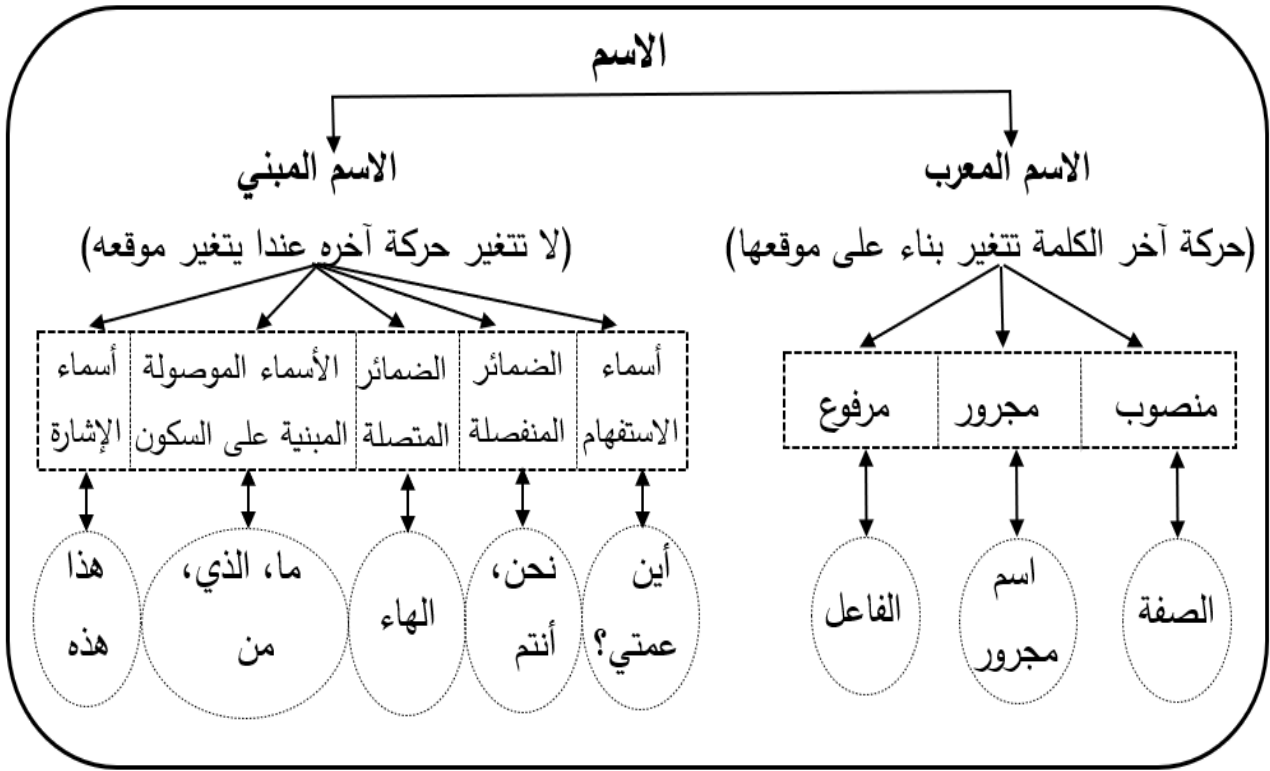 الاسم
الاسم المعرب
الاسم المبني
(حركة آخر الكلمة تتغير بناء على موقعها)
(لا تتغير حركة آخره عندا يتغير موقعه)
منصوب
مجرور
مرفوع
أسماء
الاستفهام
الضمائر
المنفصلة
الضمائر
المتصلة
الأسماء الموصولة
المبنية على السكون
أسماء
الإشارة
الصفة
اسم
مجرور
الفاعل
أين
عمتي؟
نحن،
أنتم
الهاء
ما، الذي،
من
هذا
هذه